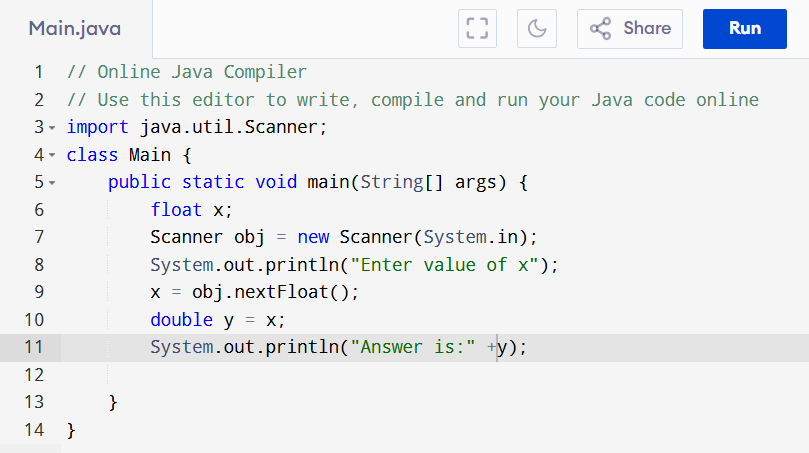 Main.java
Share
Run
1 // Online Java Compiler
2 // Use this editor to write, compile and run your Java code online
3 import java.util.Scanner;
4 class Main {
5     public static void main(String[] args) {
6         float x;
7         Scanner obj = new Scanner(System.in);
8         System.out.println("Enter value of x");
9         x = obj.nextFloat();
10         double y = x;
11         System.out.println("Answer is:" +y);
12
13     }
14 }